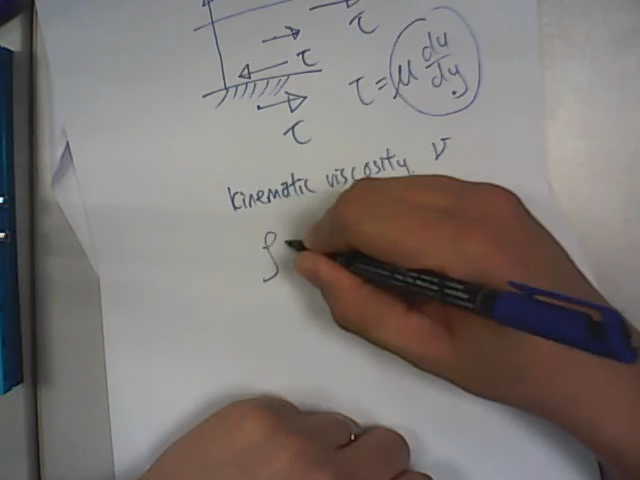 τ
τ
τ = μ du/dy
τ
kinematic viscosity ν
ρ